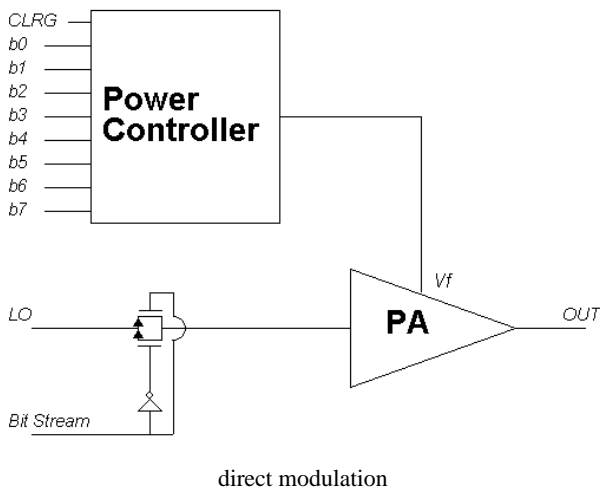 CLRG
b0
b1
b2
b3
b4
b5
b6
b7
Power
Controller
Vf
LO
PA
OUT
Bit Stream
direct modulation